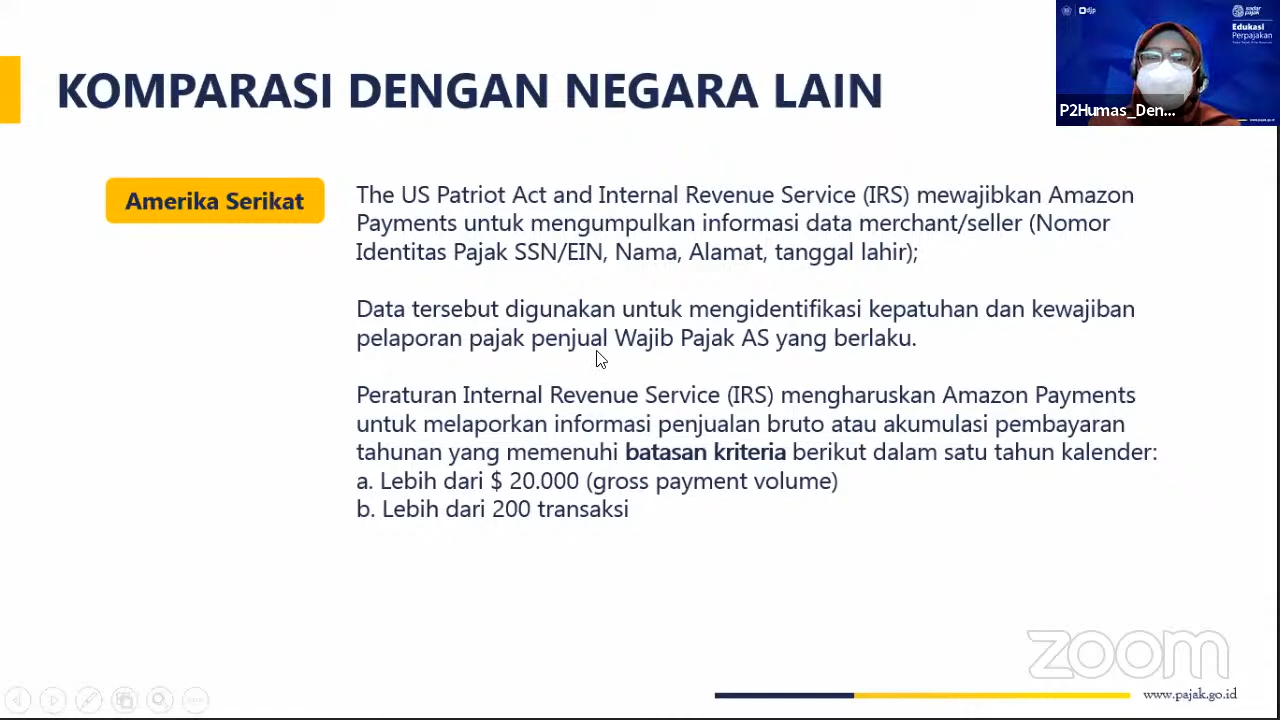 KOMPARASI DENGAN NEGARA LAIN
djp
sadar pajak
Edukasi
Perpajakan
P2Humas_Den...
Amerika Serikat
The US Patriot Act and Internal Revenue Service (IRS) mewajibkan Amazon
Payments untuk mengumpulkan informasi data merchant/seller (Nomor
Identitas Pajak SSN/EIN, Nama, Alamat, tanggal lahir);
Data tersebut digunakan untuk mengidentifikasi kepatuhan dan kewajiban
pelaporan pajak penjual Wajib Pajak AS yang berlaku.
Peraturan Internal Revenue Service (IRS) mengharuskan Amazon Payments
untuk melaporkan informasi penjualan bruto atau akumulasi pembayaran
tahunan yang memenuhi batasan kriteria berikut dalam satu tahun kalender:
a. Lebih dari $ 20.000 (gross payment volume)
b. Lebih dari 200 transaksi
zoom
www.pajak.go.id